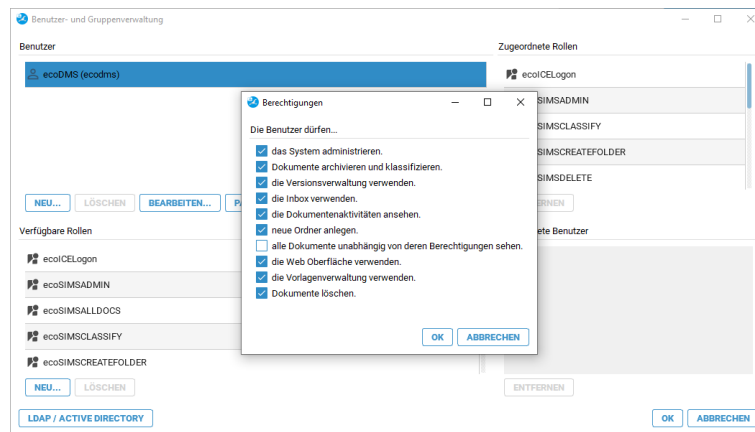 Benutzer- und Gruppenverwaltung
Benutzer
Zugeordnete Rollen
ecoDMS (ecodms)
ecoICELogon
SIMSADMIN
SIMSCLASSIFY
SIMSCREATEFOLDER
SIMSDELETE
Berechtigungen
Die Benutzer dürfen...
das System administrieren.
Dokumente archivieren und klassifizieren.
die Versionsverwaltung verwenden.
die Inbox verwenden.
die Dokumentenaktivitäten ansehen.
neue Ordner anlegen.
alle Dokumente unabhängig von deren Berechtigungen sehen.
die Web Oberfläche verwenden.
die Vorlagenverwaltung verwenden.
Dokumente löschen.
OK ABBRECHEN
NEU... LÖSCHEN BEARBEITEN...
Verfügbare Rollen
ecoICELogon
ecoSIMSADMIN
ecoSIMSALLDOCS
ecoSIMSCLASSIFY
ecoSIMSCREATEFOLDER
NEU... LÖSCHEN
Benutzer
ENTFERNEN
LDAP / ACTIVE DIRECTORY
OK ABBRECHEN